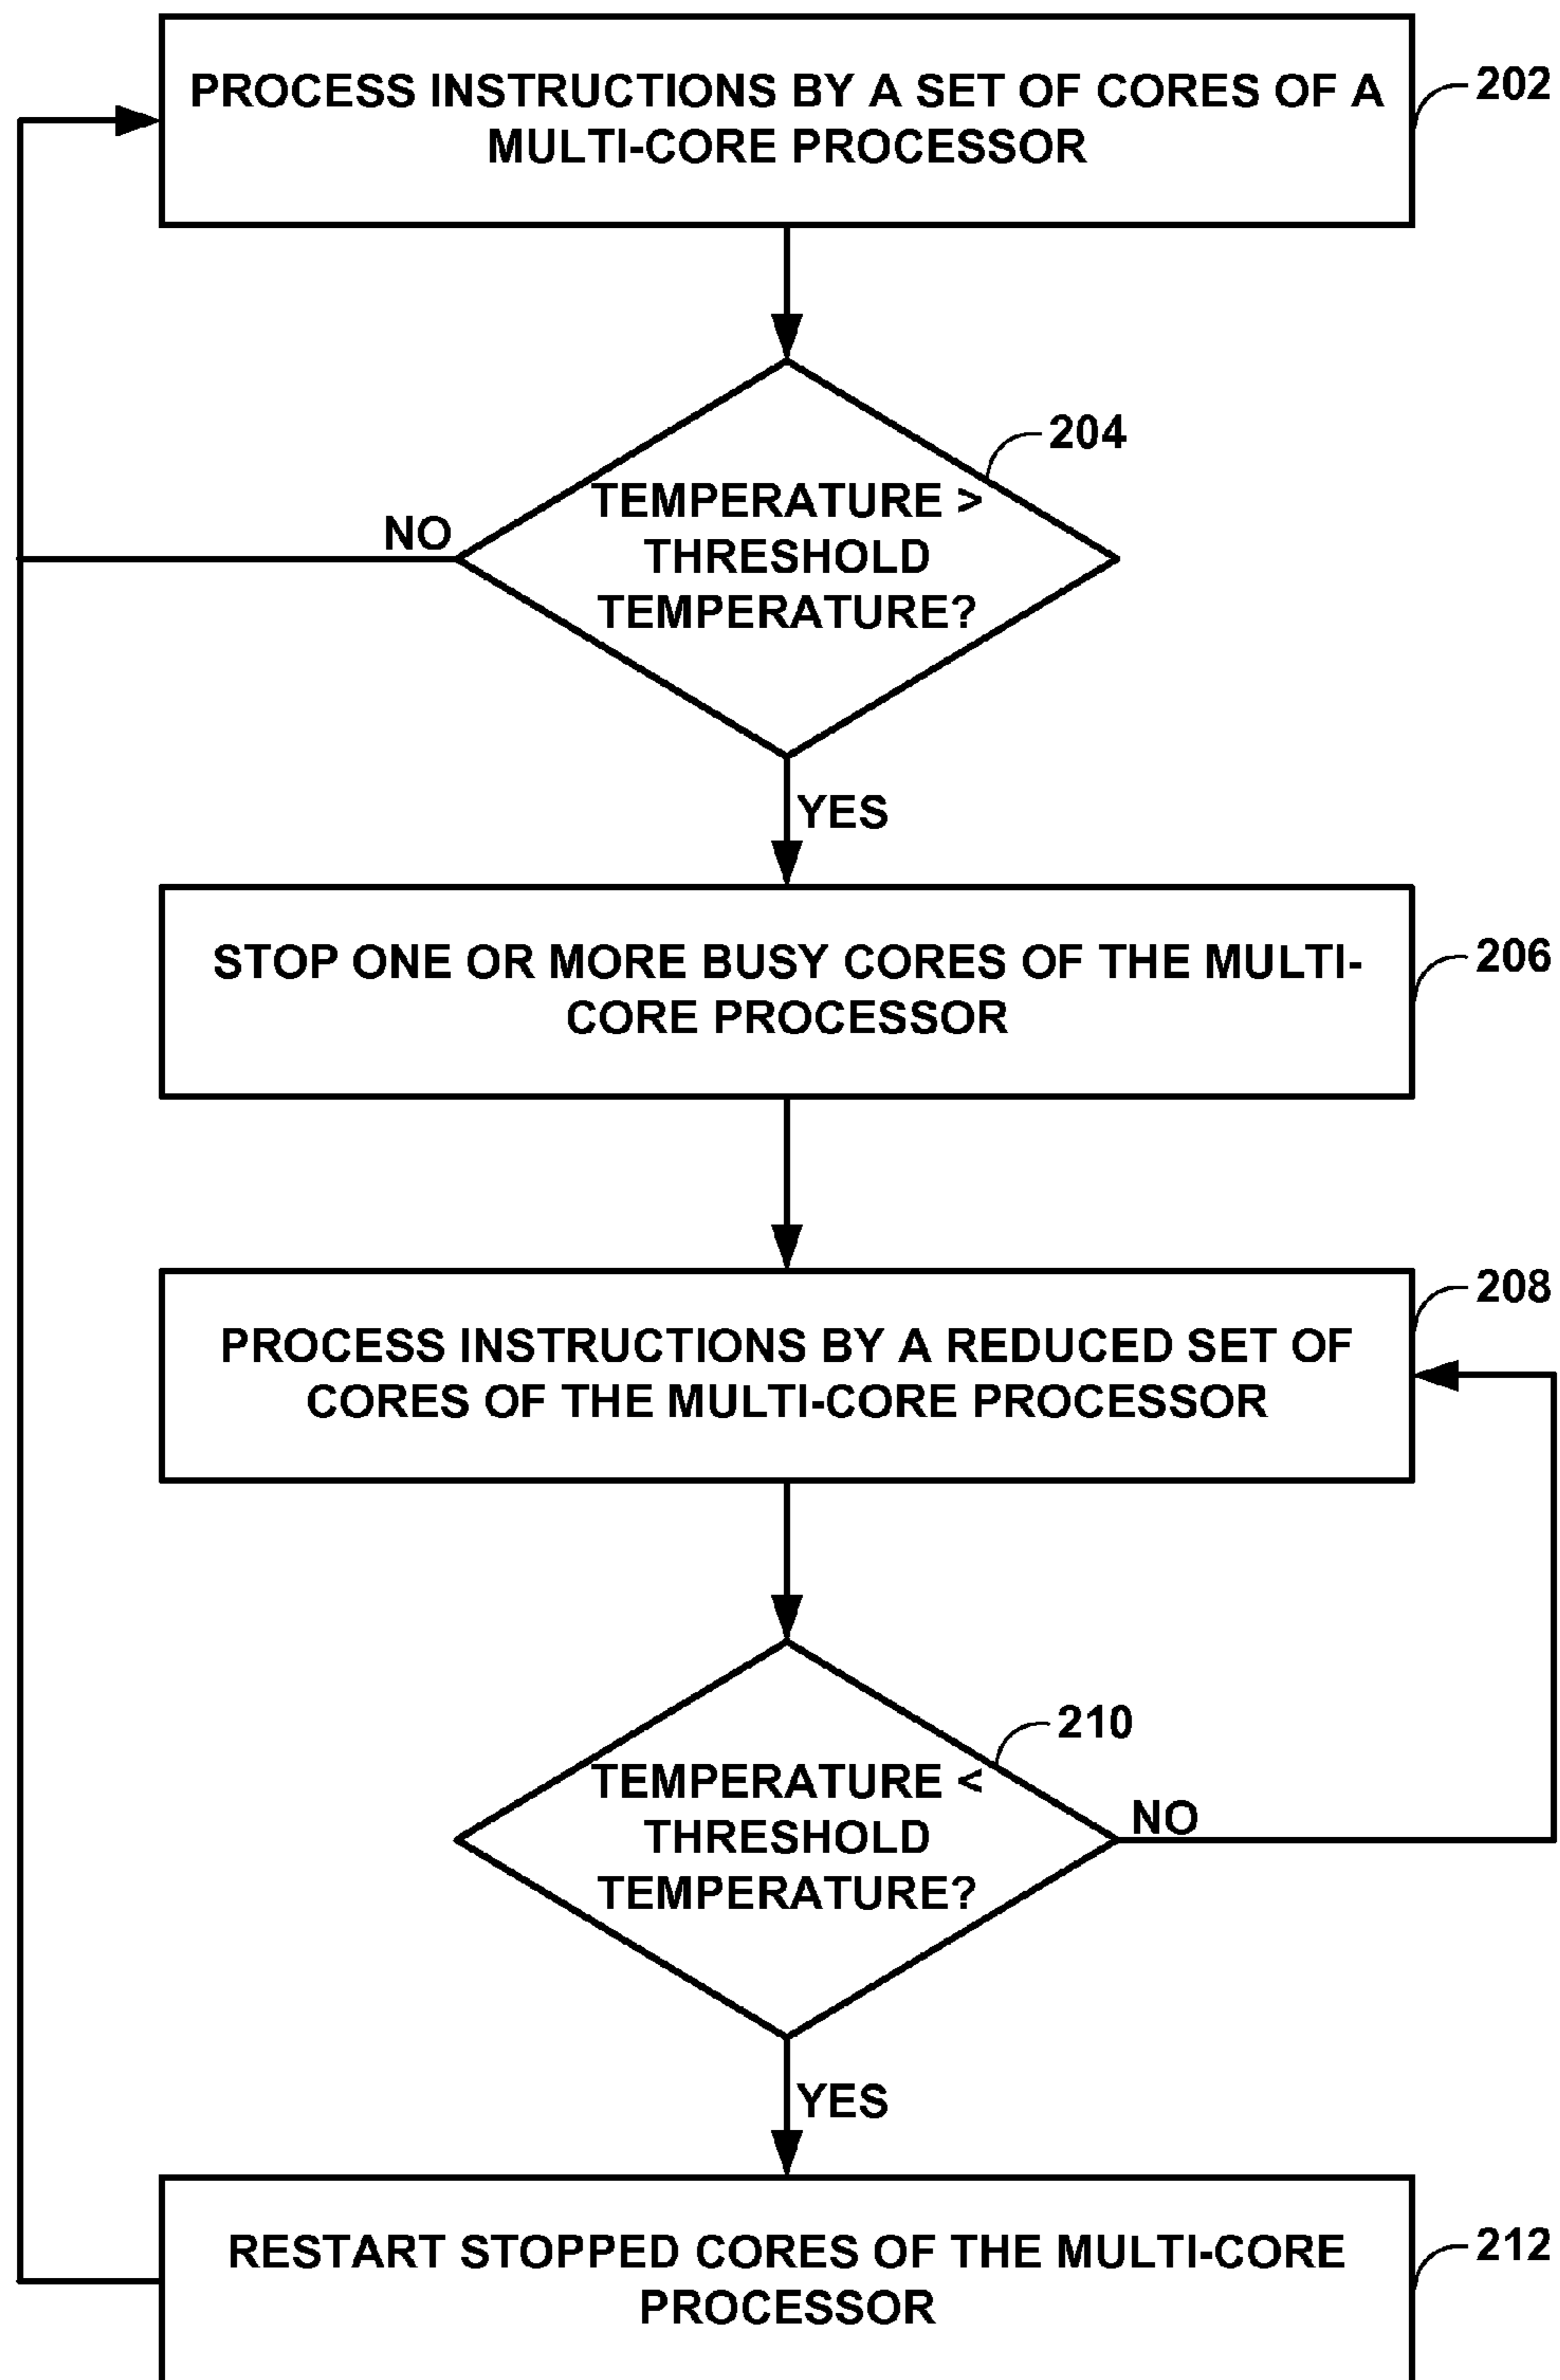 PROCESS INSTRUCTIONS BY A SET OF CORES OF A
MULTI-CORE PROCESSOR
202
204
TEMPERATURE >
THRESHOLD
TEMPERATURE?
NO
YES
STOP ONE OR MORE BUSY CORES OF THE MULTI-
CORE PROCESSOR
206
PROCESS INSTRUCTIONS BY A REDUCED SET OF
CORES OF THE MULTI-CORE PROCESSOR
208
210
TEMPERATURE <
THRESHOLD
TEMPERATURE?
NO
YES
RESTART STOPPED CORES OF THE MULTI-CORE
PROCESSOR
212